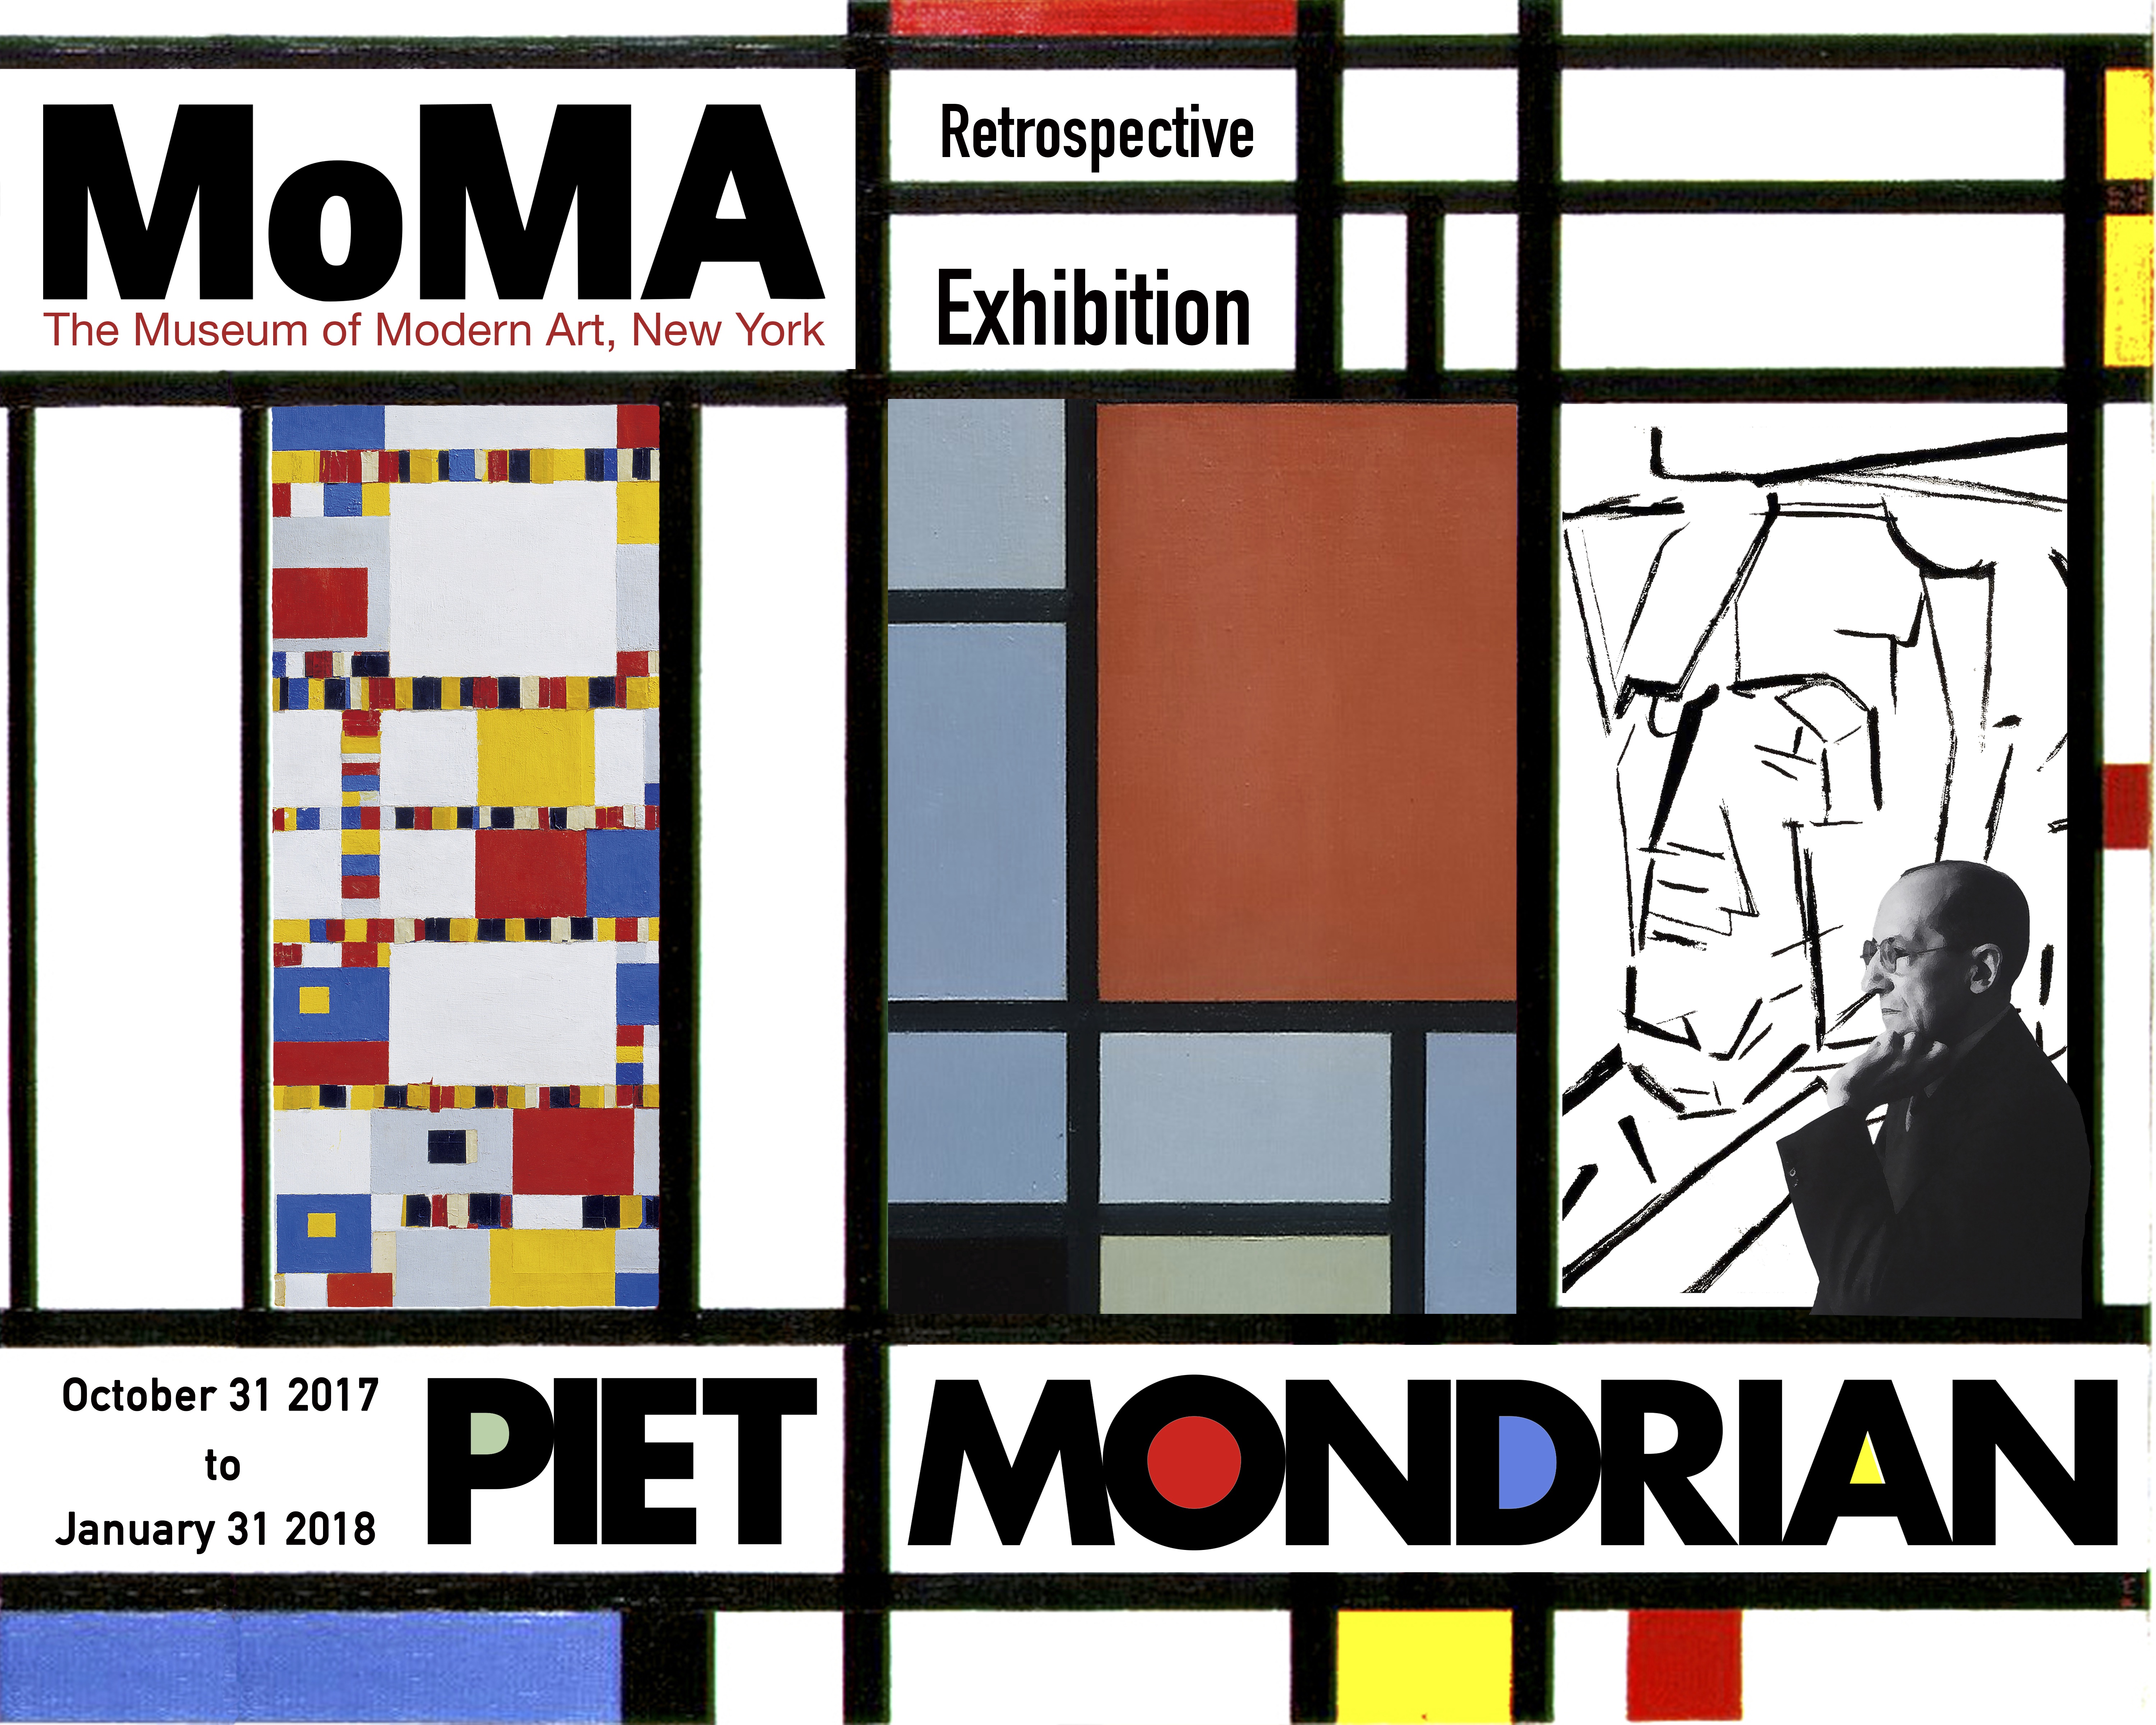 MoMA
The Museum of Modern Art, New York
Retrospective
Exhibition
October 31 2017
to
January 31 2018
PIET
MONDRIAN